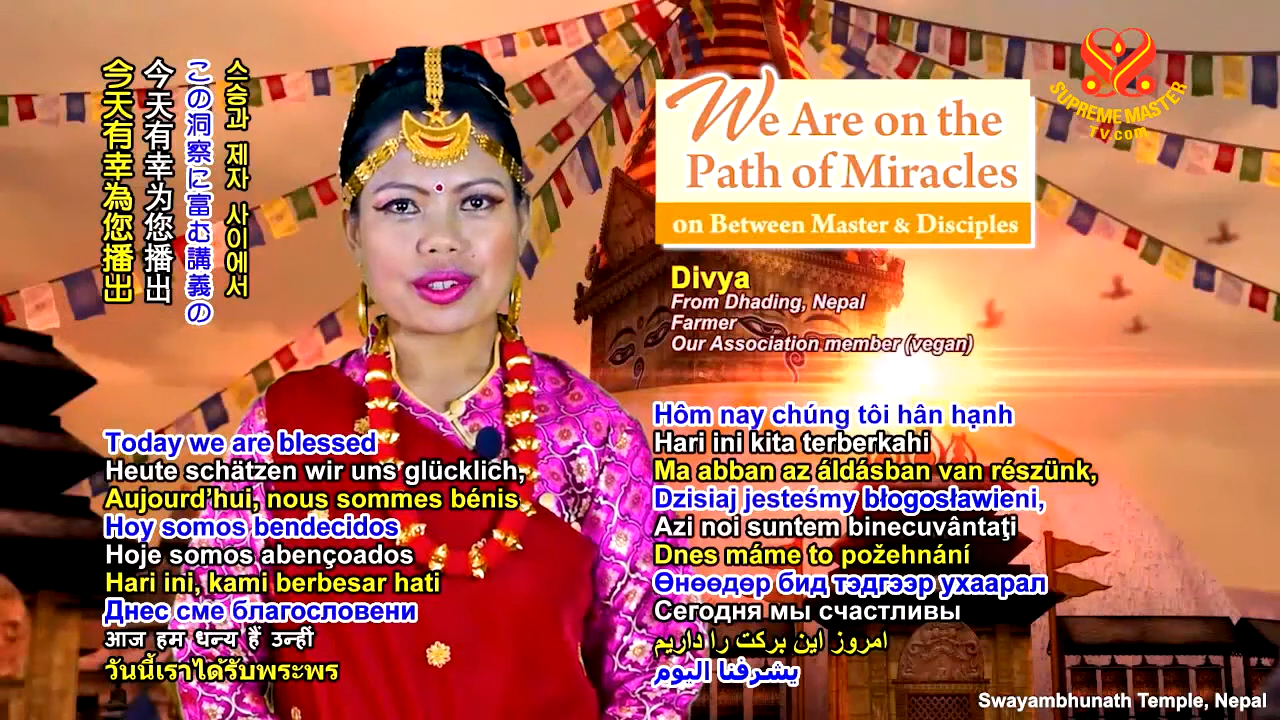 今天有幸為您播出
今天有幸为您播出
この洞察に富む講義の
스승과 제자 사이에서
We Are on the
Path of Miracles
on Between Master & Disciples
SUPREME MASTER
TV.com
Divya
From Dhading, Nepal
Farmer
Our Association member (vegan)
Today we are blessed
Heute schätzen wir uns glücklich,
Aujourd’hui, nous sommes bénis
Hoy somos bendecidos
Hoje somos abençoados
Hari ini, kami berbesar hati
Днес сме благословени
आज हम धन्य हैं उन्हीं
วันนี้เราได้รับพระพร
Hôm nay chúng tôi hân hạnh
Hari ini kita terberkahi
Ma abban az áldásban van részünk,
Dzisiaj jesteśmy błogosławieni,
Azi noi suntem binecuvântaţi
Dnes máme to požehnání
Өнөөдөр бид тэдгээр ухаарал
Сегодня мы счастливы
امروز این برکت را داریم
يشرفنا اليوم
Swayambhunath Temple, Nepal